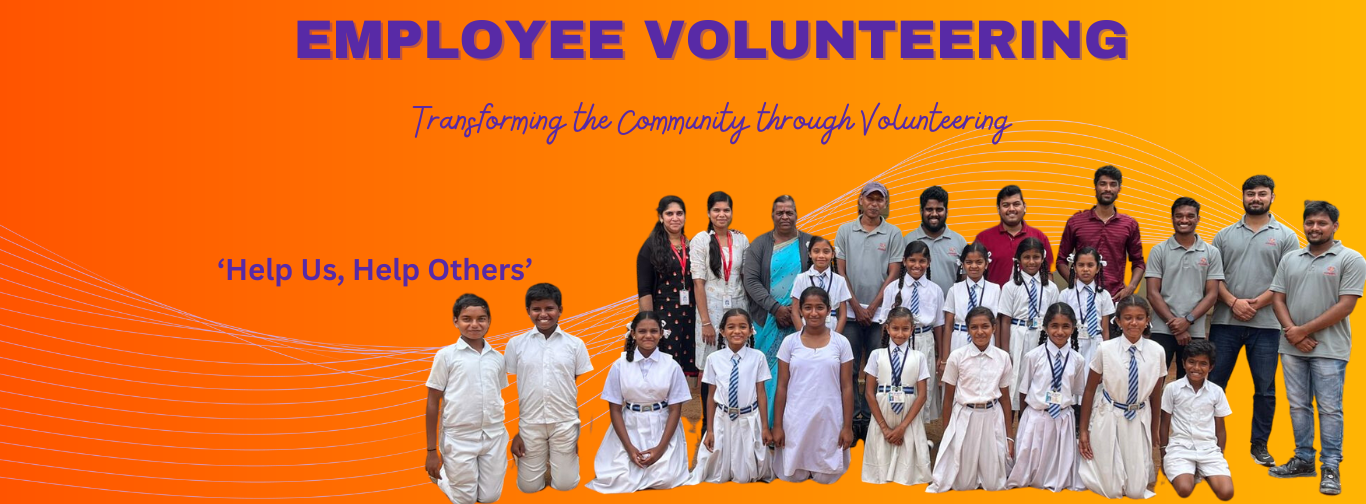 EMPLOYEE VOLUNTEERING
Transforming the Community through Volunteering
‘Help Us, Help Others’